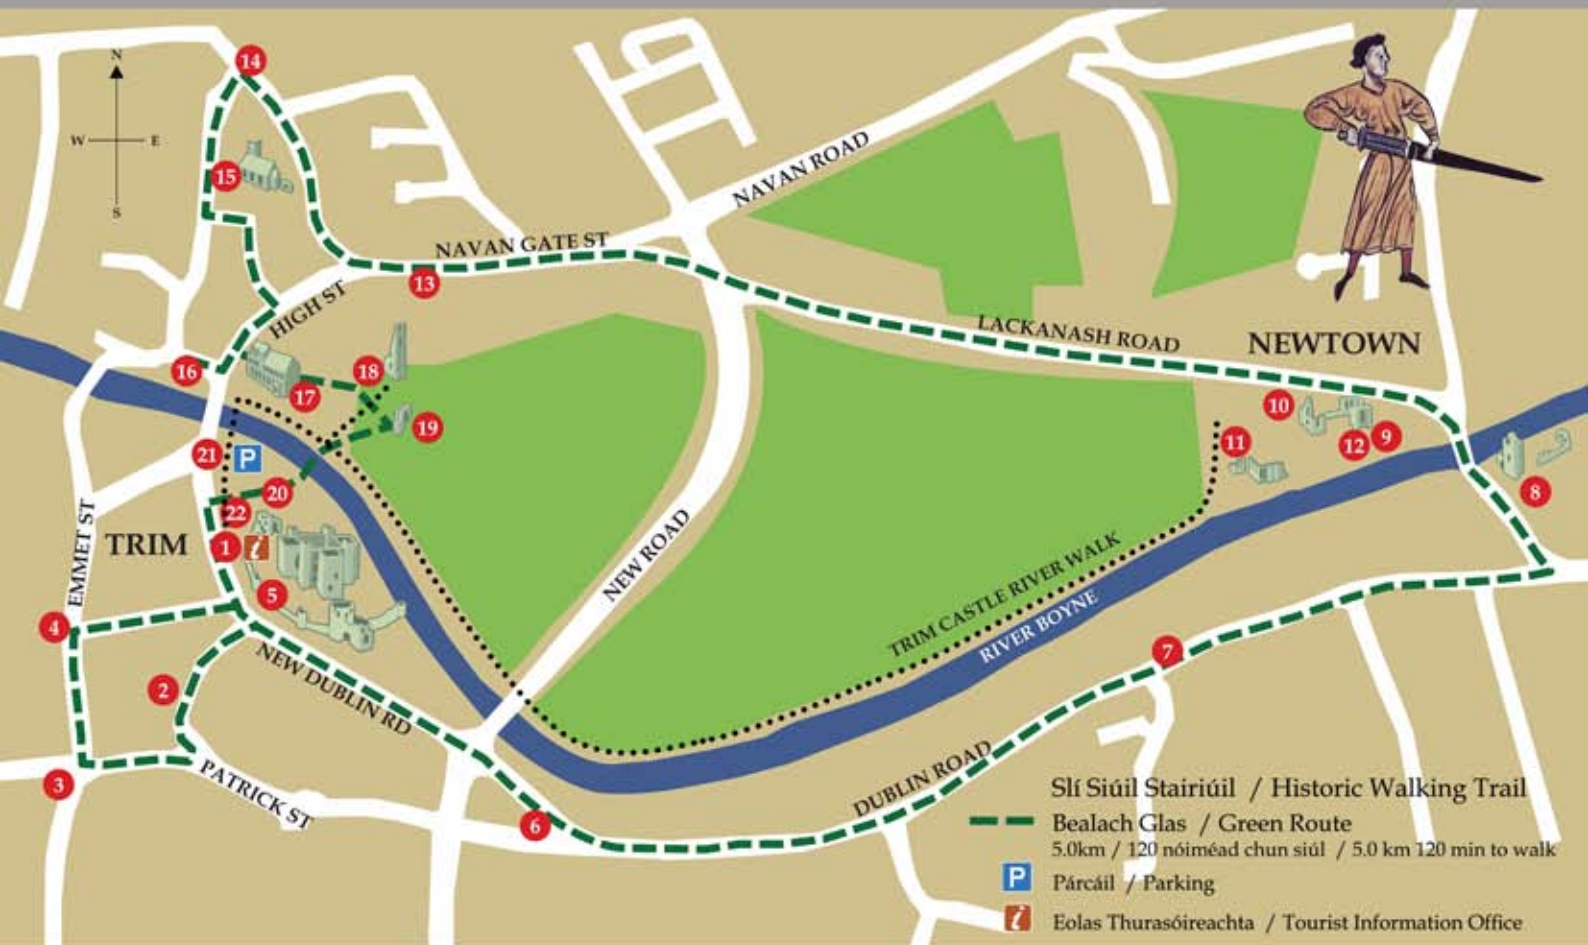 N
W E
S
14
15
NAVAN ROAD
NAVAN GATE ST
13
HIGH ST
LACKANASH ROAD
NEWTOWN
16
17
18
19
10
11
12
9
8
21
P
20
22
TRIM
1
i
5
EMMET ST
4
NEW ROAD
TRIM CASTLE RIVER WALK
RIVER BOYNE
NEW DUBLIN RD
2
3
PATRICK ST
6
7
DUBLIN ROAD
Slí Siúil Stairiúil / Historic Walking Trail
Bealach Glas / Green Route
5.0km / 120 nóiméad chun siúl / 5.0 km 120 min to walk
P Párcáil / Parking
i Eolas Thurasóireachta / Tourist Information Office